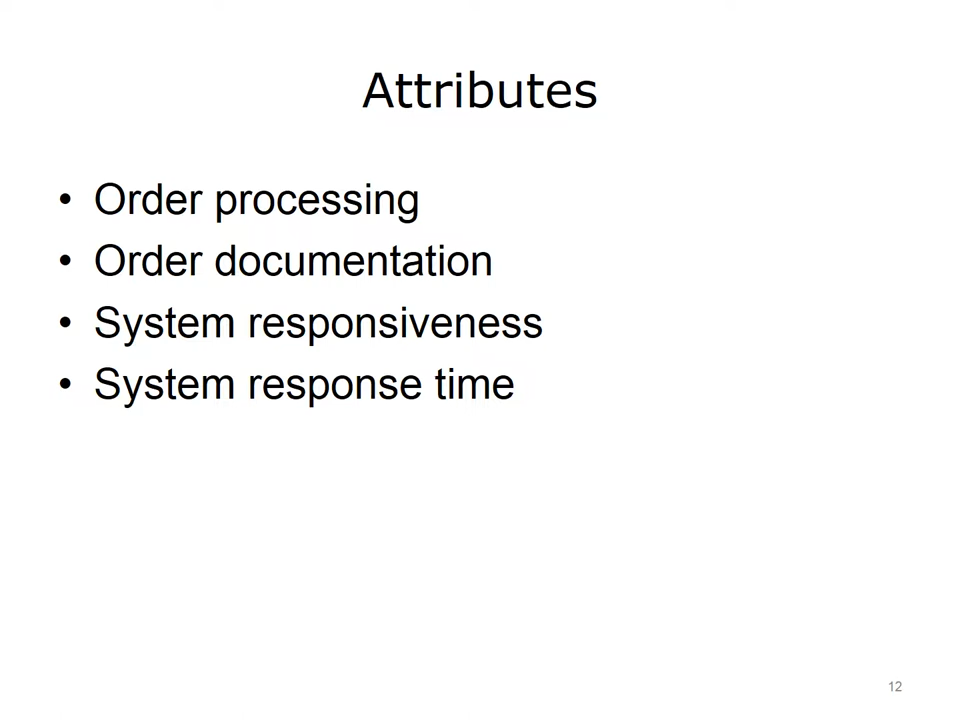 Attributes
• Order processing
• Order documentation
• System responsiveness
• System response time
12